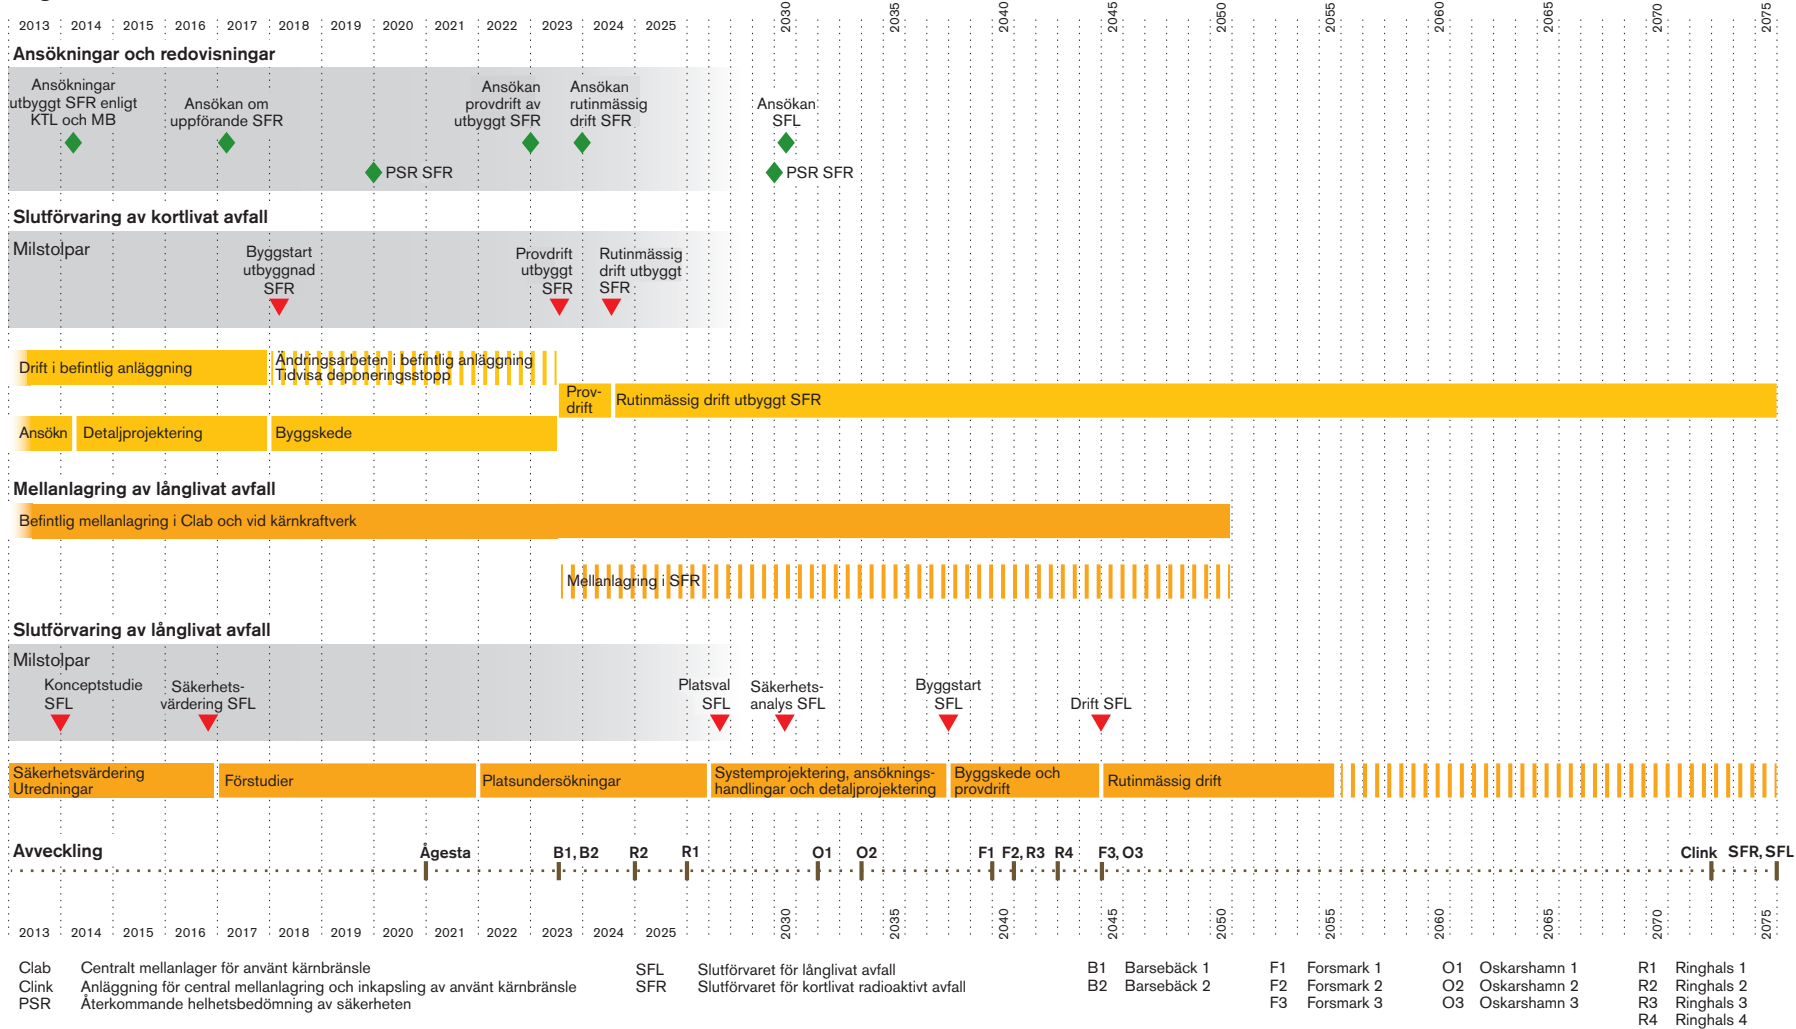 2013 2014 2015 2016 2017 2018 2019 2020 2021 2022 2023 2024 2025 2030 2035 2040 2045 2050 2055 2060 2065 2070 2075
Ansökningar och redovisningar
Ansökningar
utbyggt SFR enligt
KTL och MB
Ansökan om
uppförande SFR
PSR SFR
Ansökan
provdrift av
utbyggt SFR
Ansökan
rutinmässig
drift SFR
Ansökan
SFL
PSR SFR
Slutförvaring av kortlivat avfall
Milstolpar
Byggstart
utbyggnad
SFR
Provdrift
utbyggt
SFR
Rutinmässig
drift utbyggt
SFR
Drift i befintlig anläggning
Ändringsarbeten i befintlig anläggning
Tidvisa deponeringsstopp
Prov-
drift
Rutinmässig drift utbyggt SFR
Ansökn
Detaljprojektering
Byggskede
Mellanlagring av långlivat avfall
Befintlig mellanlagring i Clab och vid kärnkraftverk
Mellanlagring i SFR
Slutförvaring av långlivat avfall
Milstolpar
Konceptstudie
SFL
Säkerhets-
värdering SFL
Platsval
SFL
Säkerhets-
analys SFL
Byggstart
SFL
Drift SFL
Säkerhetsvärdering
Utredningar
Förstudier
Platsundersökningar
Systemprojektering, ansöknings-
handlingar och detaljprojektering
Byggskede och
provdrift
Rutinmässig drift
Avveckling
Ågesta
B1, B2
R2
R1
O1
O2
F1
F2, R3
R4
F3, O3
Clink
SFR, SFL
2013 2014 2015 2016 2017 2018 2019 2020 2021 2022 2023 2024 2025 2030 2035 2040 2045 2050 2055 2060 2065 2070 2075
Clab Centralt mellanlager för använt kärnbränsle
Clink Anläggning för central mellanlagring och inkapsling av använt kärnbränsle
PSR Återkommande helhetsbedömning av säkerheten
SFL Slutförvaret för långlivat avfall
SFR Slutförvaret för kortlivat radioaktivt avfall
B1 Barsebäck 1
B2 Barsebäck 2
F1 Forsmark 1
F2 Forsmark 2
F3 Forsmark 3
O1 Oskarshamn 1
O2 Oskarshamn 2
O3 Oskarshamn 3
R1 Ringhals 1
R2 Ringhals 2
R3 Ringhals 3
R4 Ringhals 4